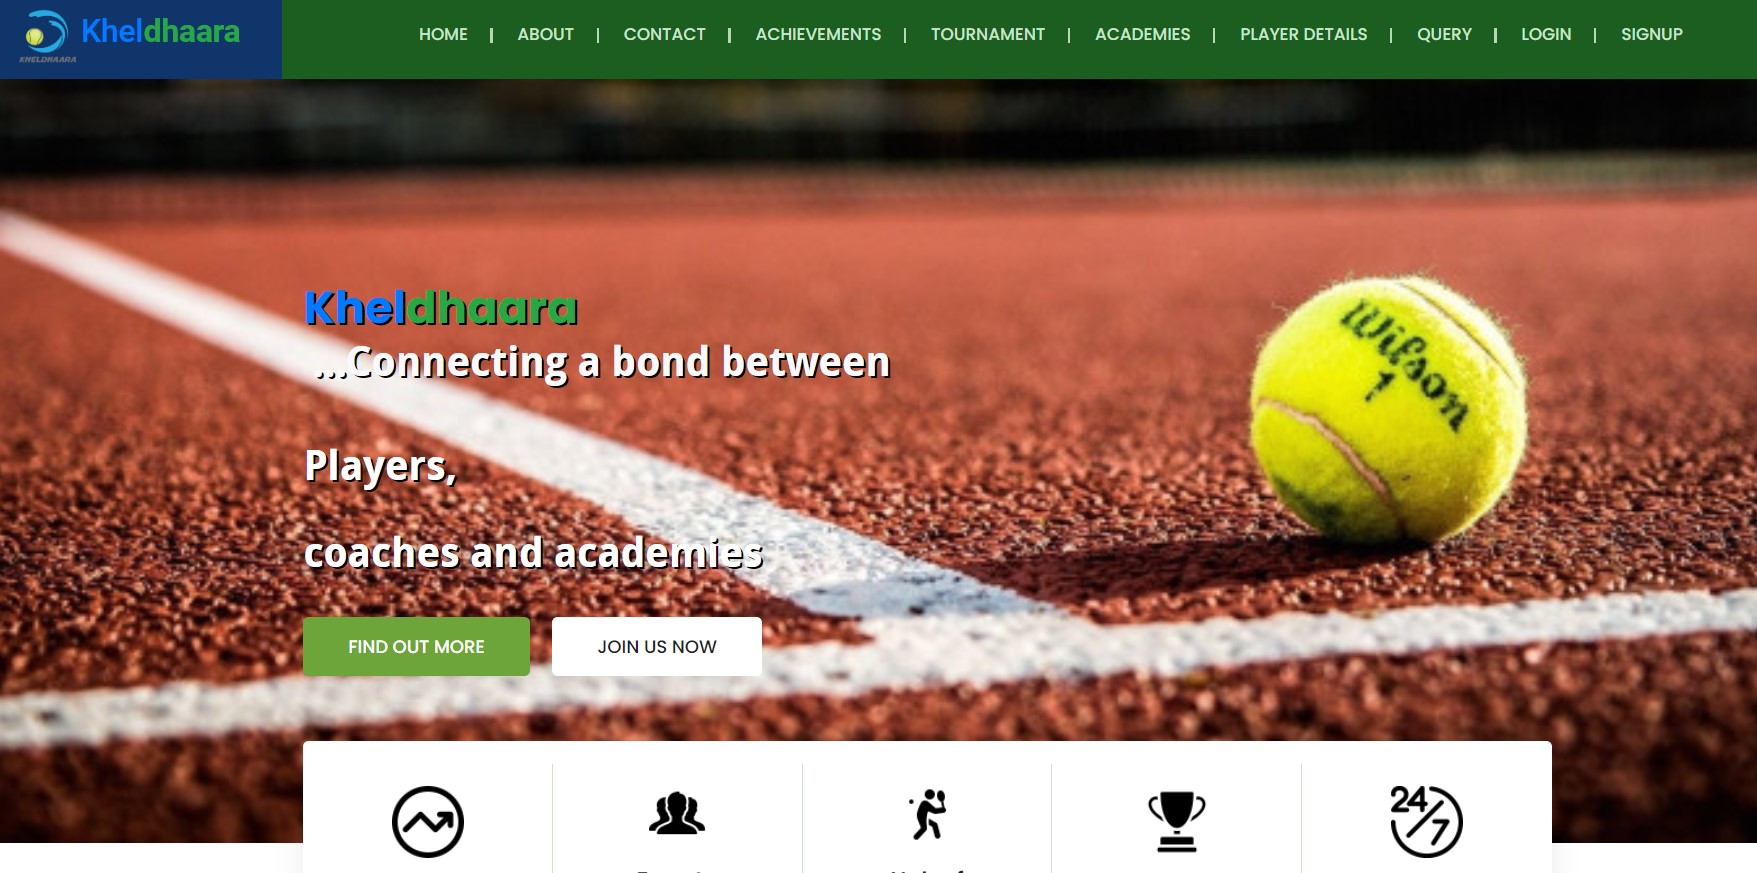 Kheldhaara
KHELDHAARA
HOME | ABOUT | CONTACT | ACHIEVEMENTS | TOURNAMENT | ACADEMIES | PLAYER DETAILS | QUERY | LOGIN | SIGNUP
Kheldhaara
...Connecting a bond between
Players,
coaches and academies
Wilson
1
FIND OUT MORE
JOIN US NOW
24/7